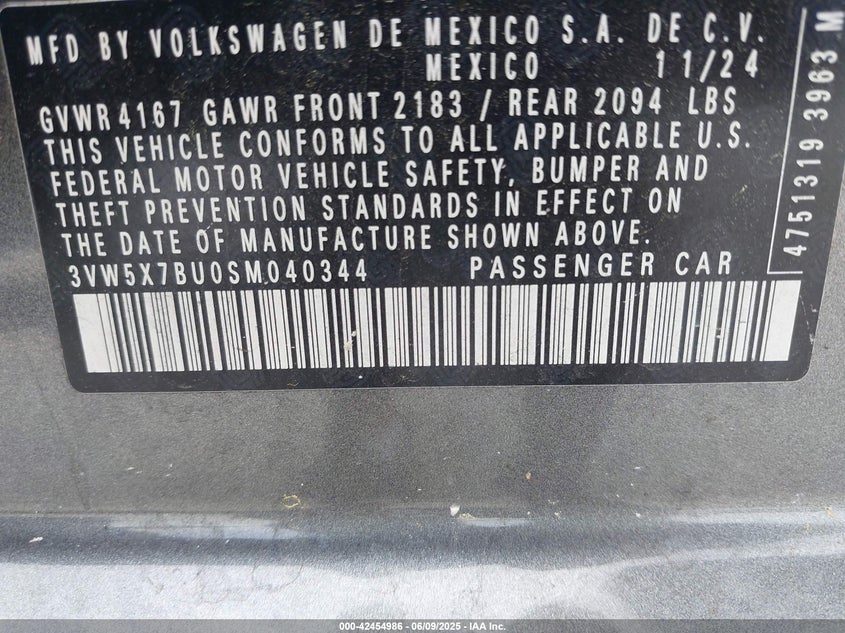 MFD BY VOLKSWAGEN DE MEXICO S.A. DE C.V.
MEXICO 11/24
GVWR 4167 GAWR FRONT 2183 / REAR 2094 LBS
THIS VEHICLE CONFORMS TO ALL APPLICABLE U.S.
FEDERAL MOTOR VEHICLE SAFETY, BUMPER AND
THEFT PREVENTION STANDARDS IN EFFECT ON
THE DATE OF MANUFACTURE SHOWN ABOVE.
3VW5X7BU0SM040344 PASSENGER CAR
4751319 3963 M
000-42454986 - 06/09/2025 - IAA Inc.